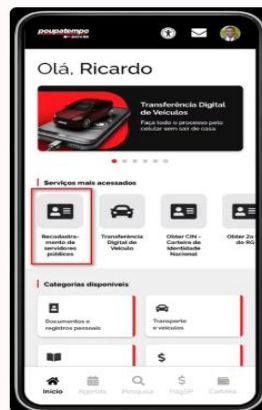 poupatempo
Olá, Ricardo
Transferência Digital
de Veículos
Faça todo o processo pelo
celular sem sair de casa
Serviços mais acessados
Recadastra-
mento de
servidores
públicos
Transferência
Digital de
Veículo
Obter CIN -
Carteira de
Identidade
Nacional
Obter 2ª
do RG
Categorias disponíveis
Documentos e
registros pessoais
Transporte
e veículos
Início
Agenda
Pesquisa
PagSP
Carteira